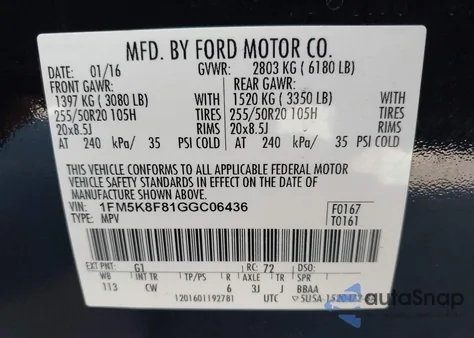 MFD. BY FORD MOTOR CO.
DATE: 01/16 GVWR: 2803 KG (6180 LB)
FRONT GAWR: REAR GAWR:
1397 KG (3080 LB) WITH 1520 KG (3350 LB) WITH
255/50R20 105H TIRES 255/50R20 105H TIRES
20x8.5J RIMS 20x8.5J RIMS
AT 240 kPa/ 35 PSI COLD AT 240 kPa/ 35 PSI COLD
THIS VEHICLE CONFORMS TO ALL APPLICABLE FEDERAL MOTOR
VEHICLE SAFETY STANDARDS IN EFFECT ON THE DATE OF
MANUFACTURE SHOWN ABOVE.
VIN: 1FM5K8F81GGC06436 F0167
TYPE: MPV T0161
EXT PNT: G1 RC: 72 DSO:
WB TP/PS R AXLE TR SPR
113 CW 6 3J J BBAA
1201601192781 UTC
autoSnap